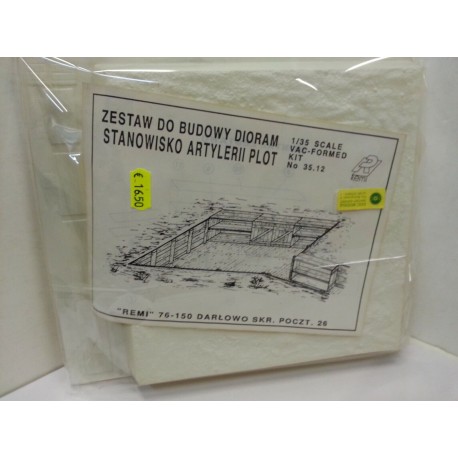 ZESTAW DO BUDOWY DIORAM
STANOWISKO ARTYLERII PLOT
1/35 SCALE
VAC-FORMED
KIT
No 35.12
€ 16.50
"REMI" 76-150 DARŁOWO SKR. POCZT. 26